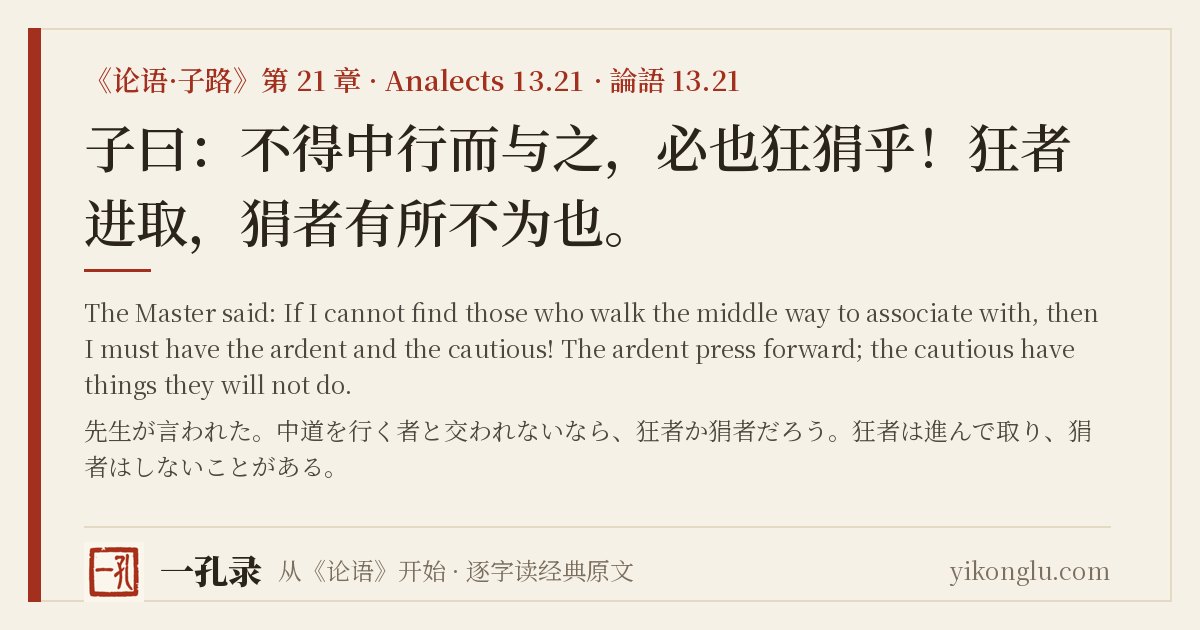 《论语·子路》第 21 章 · Analects 13.21 · 論語 13.21
子曰：不得中行而与之，必也狂狷乎！狂者
进取，狷者有所不为也。
The Master said: If I cannot find those who walk the middle way to associate with, then
I must have the ardent and the cautious! The ardent press forward; the cautious have
things they will not do.
先生が言われた。中道を行く者と交われないなら、狂者か狷者だろう。狂者は進んで取り、狷
者はしないことがある。
一孔
一孔录 从《论语》开始 · 逐字读经典原文 yikonglu.com